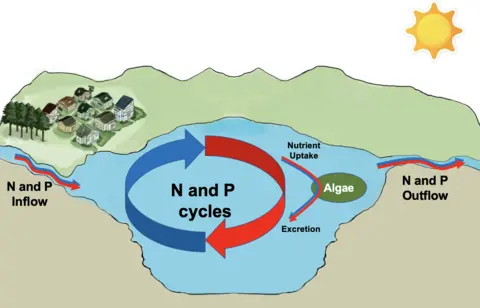 Nutrient
Uptake
N and P
Inflow
N and P
cycles
Algae
N and P
Outflow
Excretion